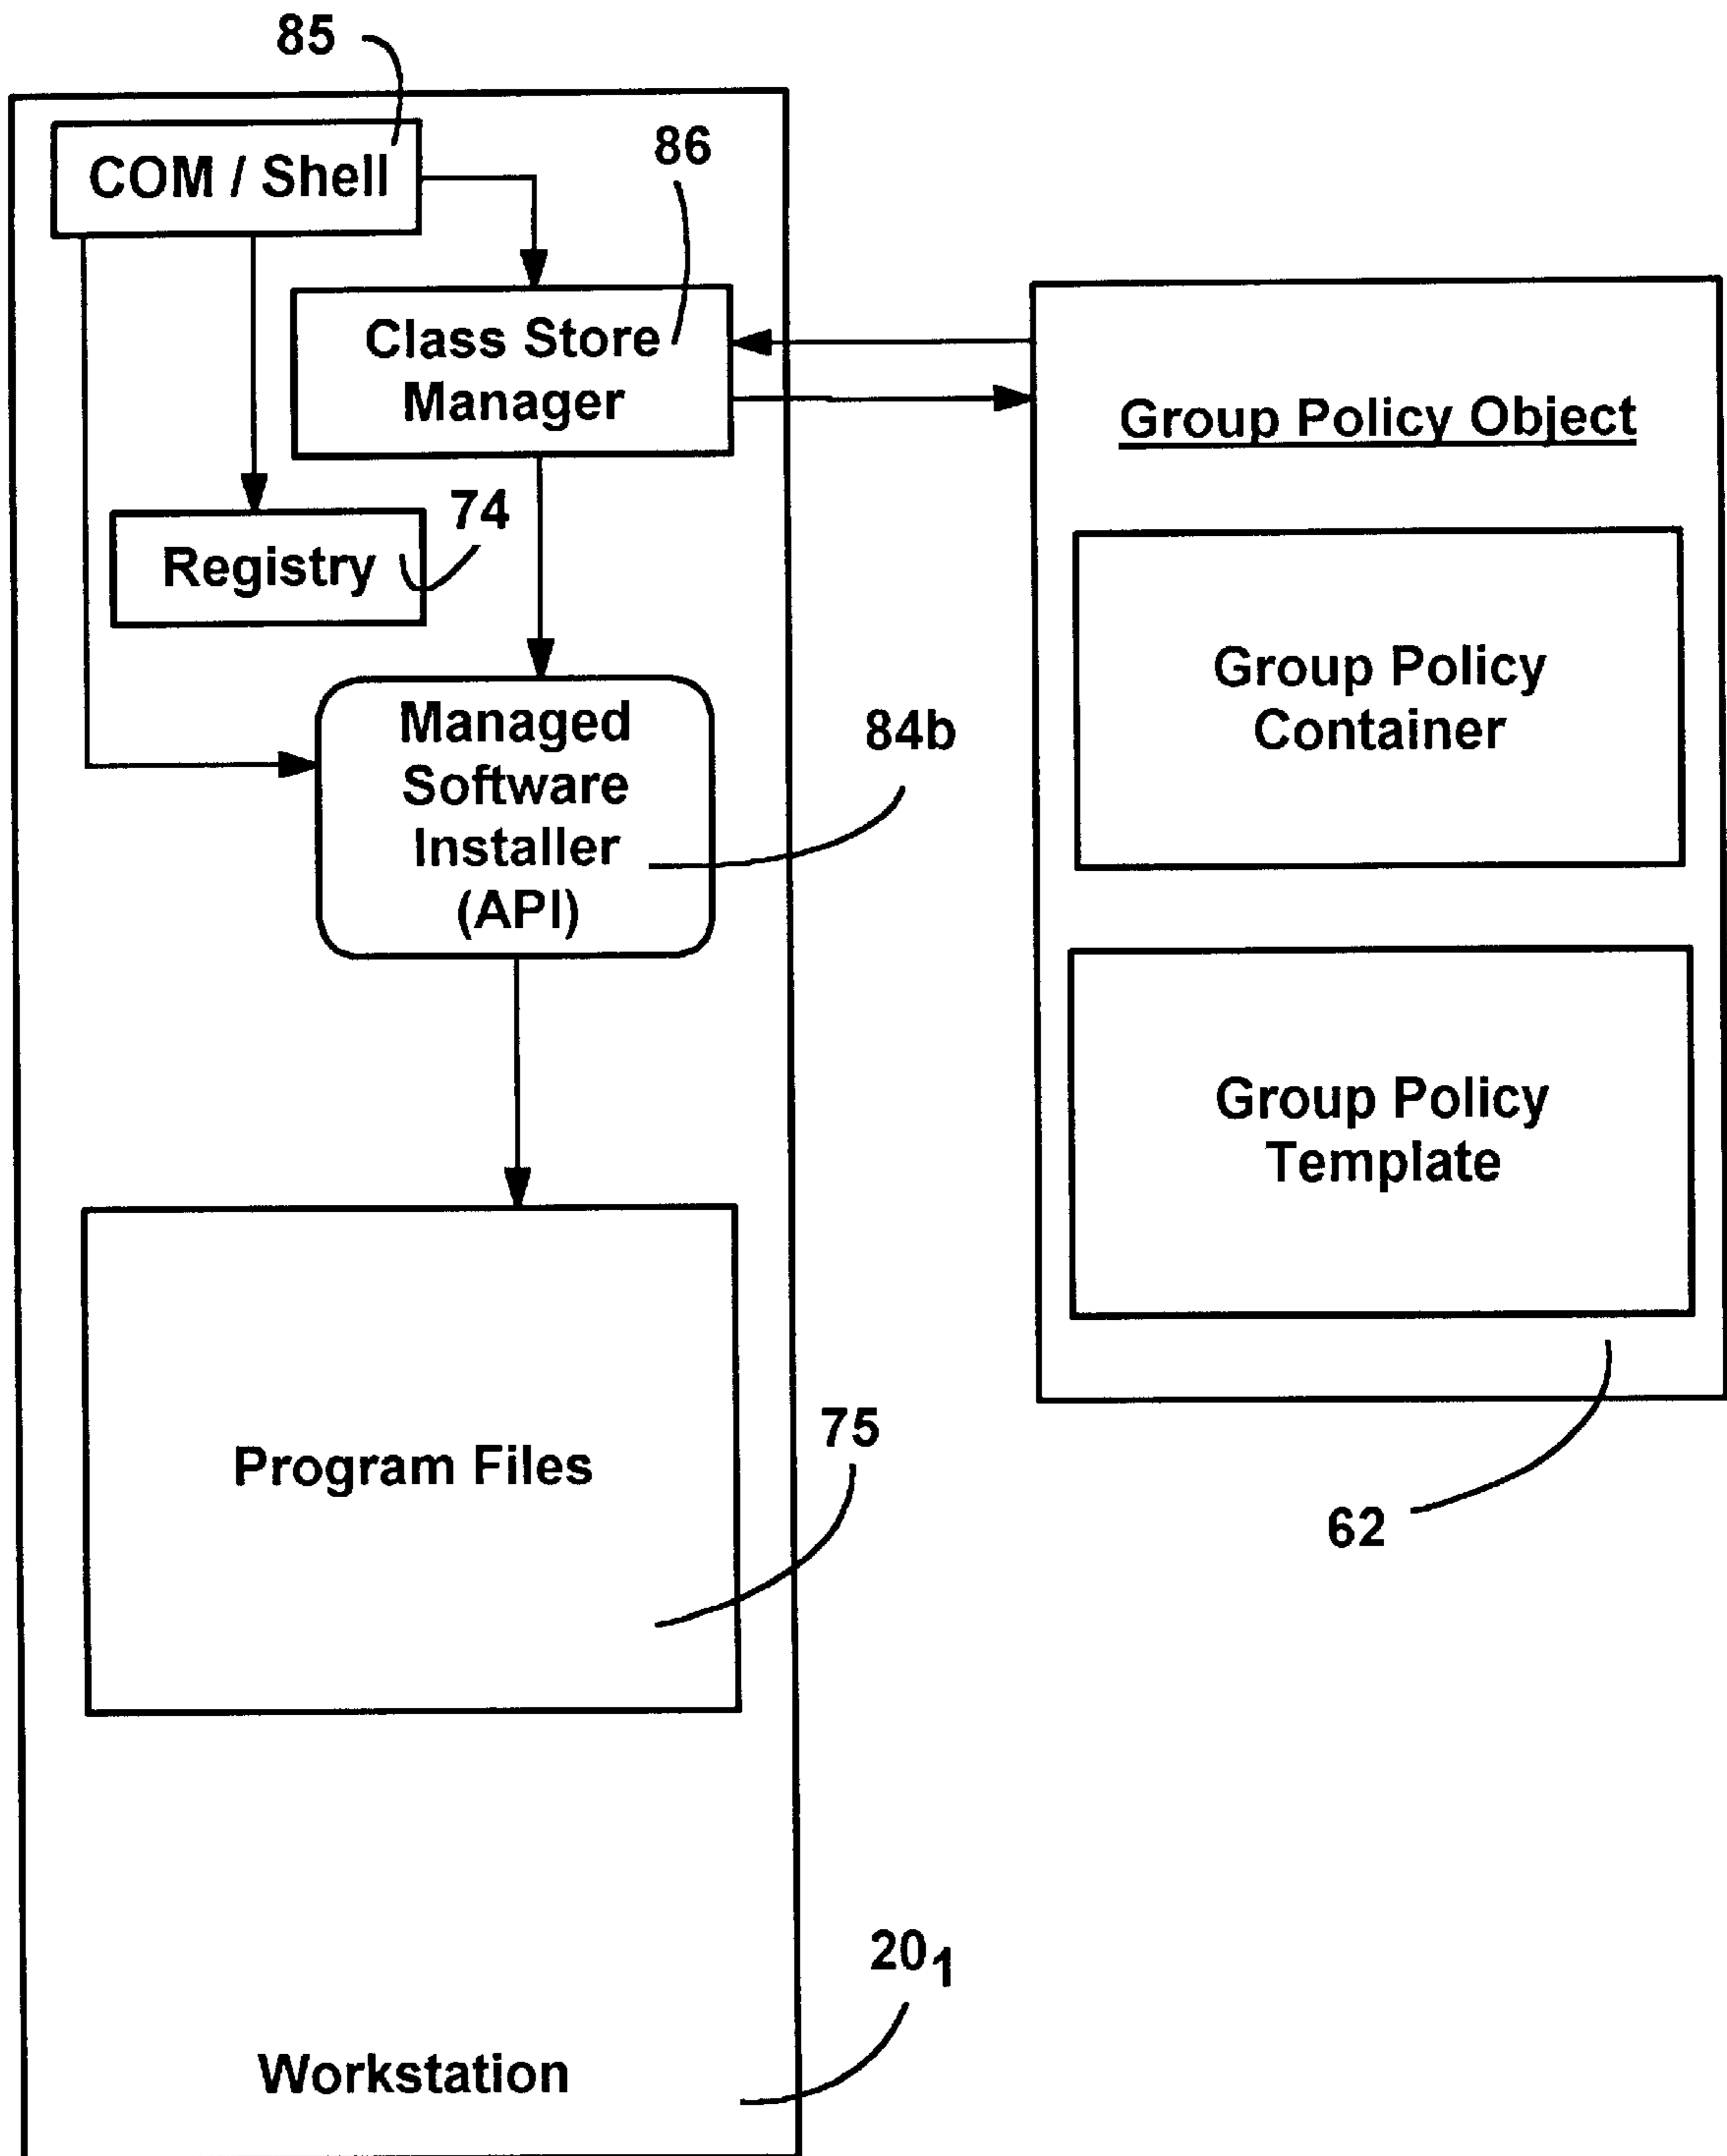 85
COM / Shell
86
Class Store
Manager
74
Registry
Managed
Software
Installer
(API)
84b
Program Files
75
20₁
Workstation
Group Policy Object
Group Policy
Container
Group Policy
Template
62